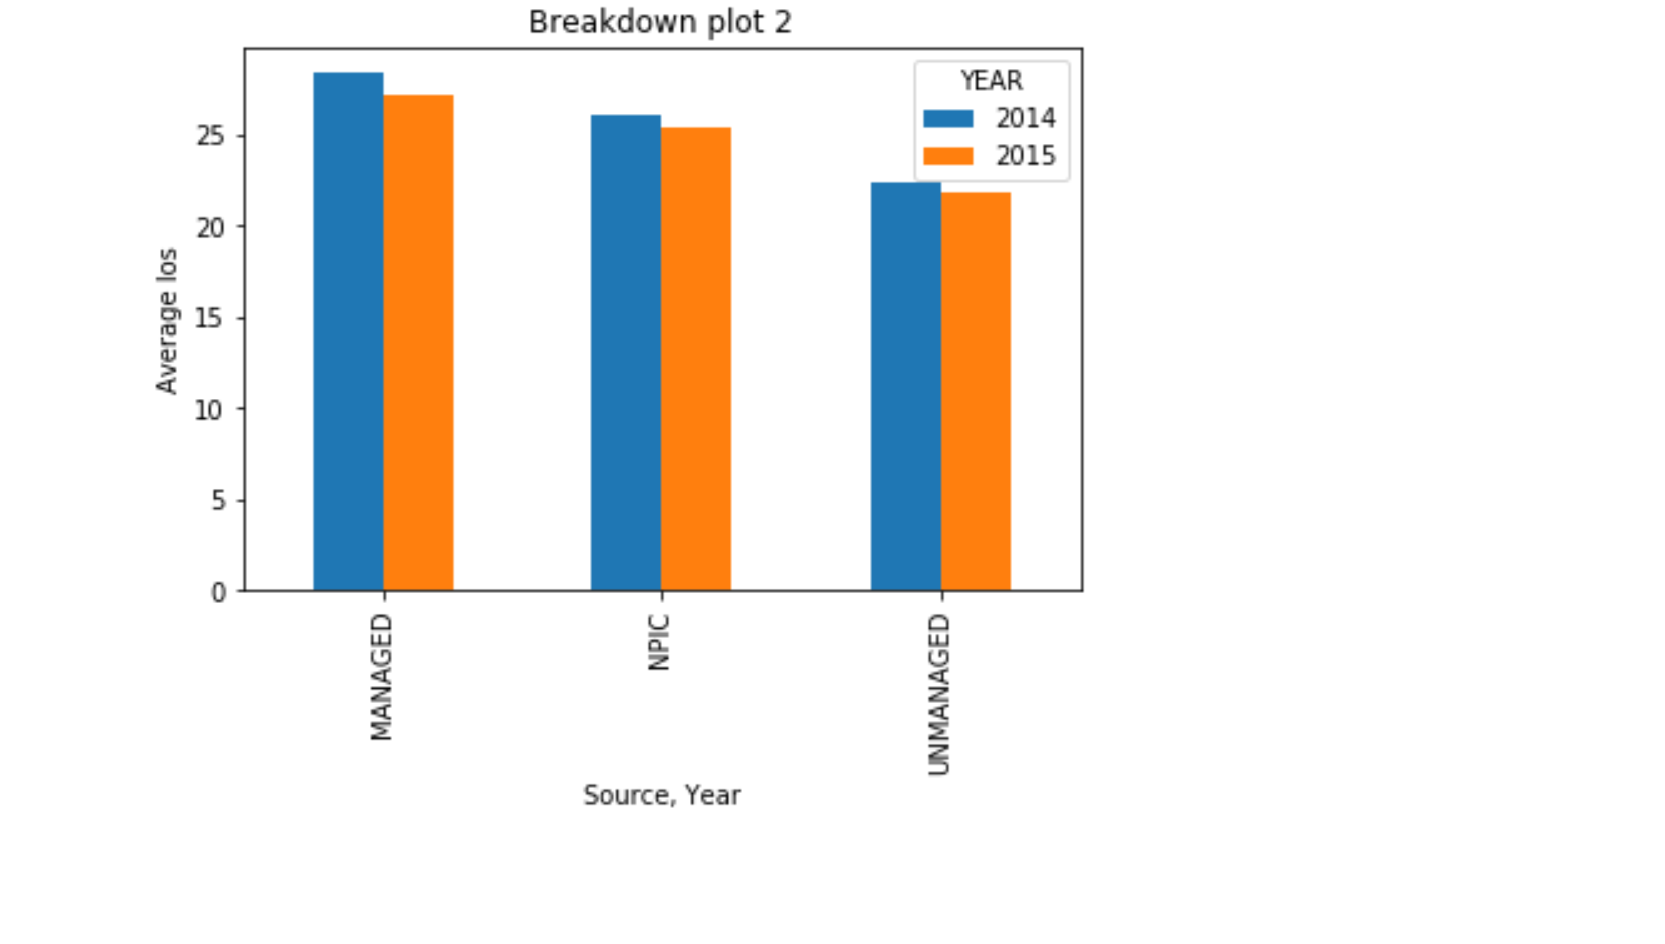 Breakdown plot 2
YEAR
2014
2015
25
20
15
10
5
0
Average los
MANAGED
NPIC
UNMANAGED
Source, Year